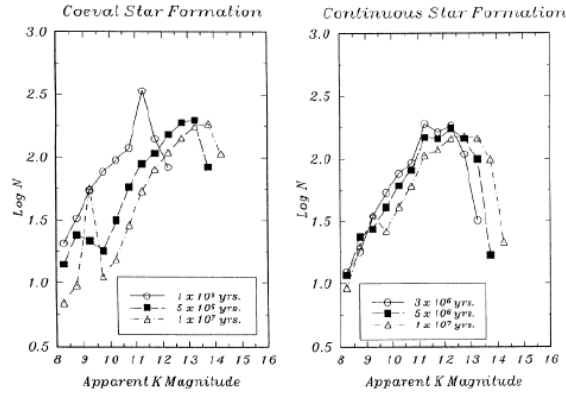 Coeval Star Formation
Continuous Star Formation
3.0
2.5
2.0
1.5
1.0
0.5
Log N
8 9 10 11 12 13 14 15 16
Apparent K Magnitude
1 x 10⁶ yrs.
5 x 10⁶ yrs.
1 x 10⁷ yrs.
3.0
2.5
2.0
1.5
1.0
0.5
Log N
8 9 10 11 12 13 14 15 16
Apparent K Magnitude
3 x 10⁶ yrs.
5 x 10⁶ yrs.
1 x 10⁷ yrs.